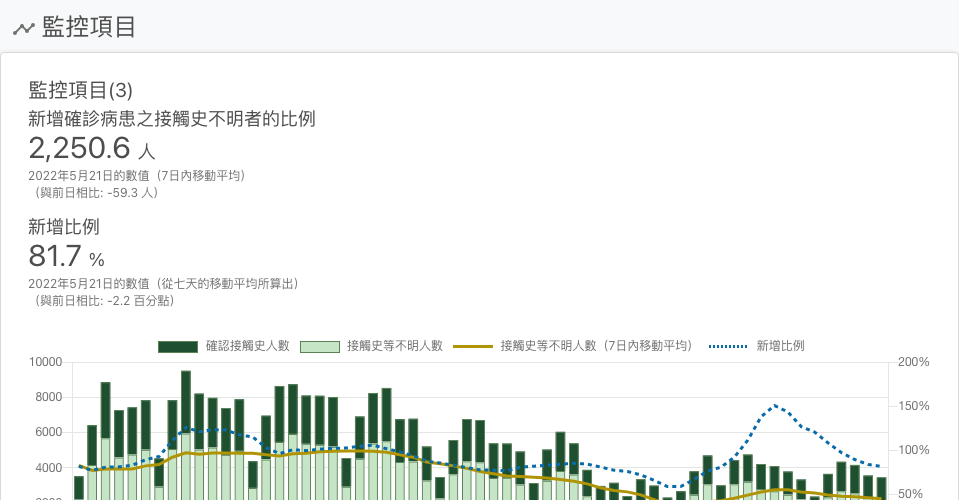 監控項目
監控項目(3)
新增確診病患之接觸史不明者的比例
2,250.6 人
2022年5月21日的數值（7日內移動平均）
（與前日相比: -59.3 人）
新增比例
81.7 %
2022年5月21日的數值（從七天的移動平均所算出）
（與前日相比: -2.2 百分點）
確認接觸史人數 接觸史等不明人數 接觸史等不明人數（7日內移動平均） 新增比例
10000 200%
8000
150%
6000
100%
4000
50%